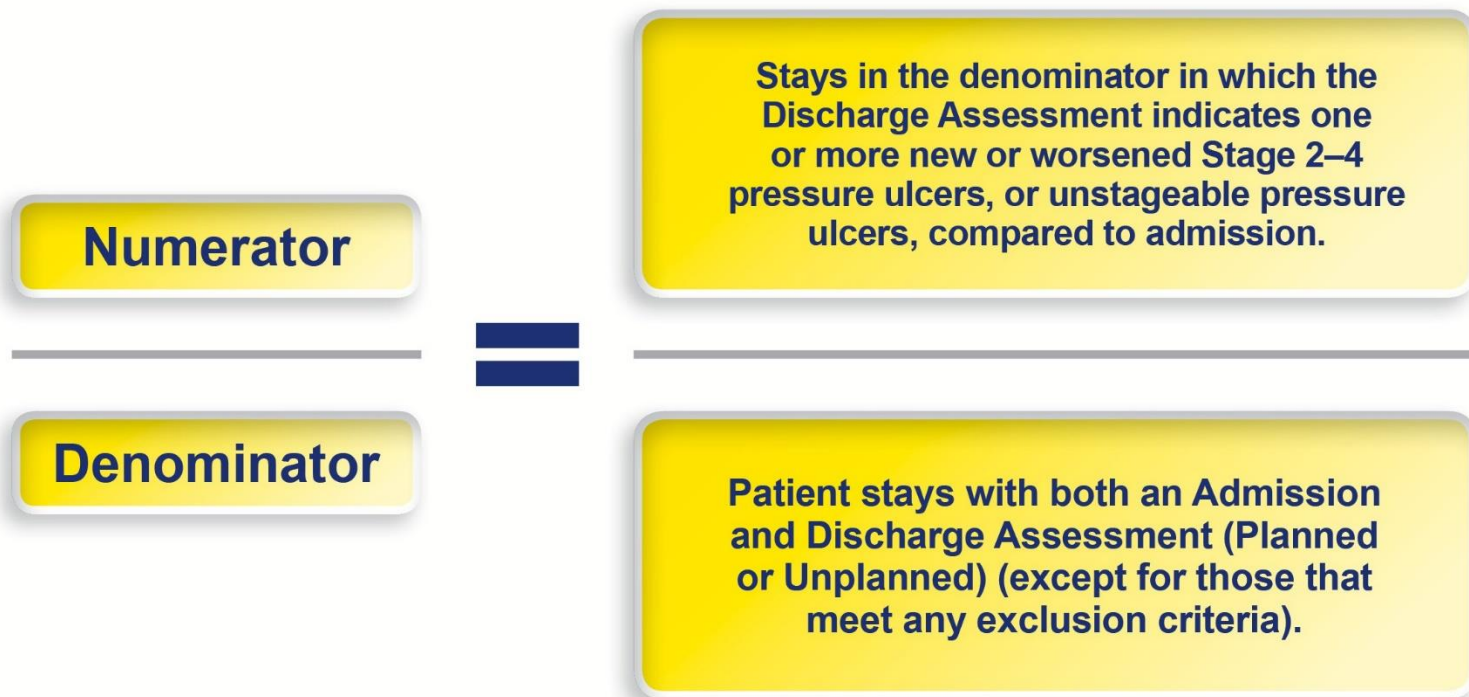 Numerator
Denominator
Stays in the denominator in which the
Discharge Assessment indicates one
or more new or worsened Stage 2–4
pressure ulcers, or unstageable pressure
ulcers, compared to admission.
Patient stays with both an Admission
and Discharge Assessment (Planned
or Unplanned) (except for those that
meet any exclusion criteria).